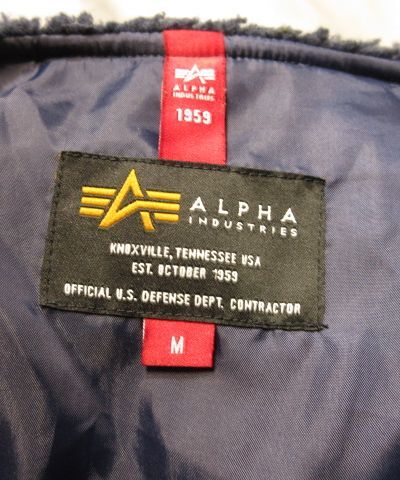 ALPHA
INDUSTRIES
1959
ALPHA
INDUSTRIES
KNOXVILLE, TENNESSEE USA
EST. OCTOBER 1959
OFFICIAL U.S. DEFENSE DEPT. CONTRACTOR
M